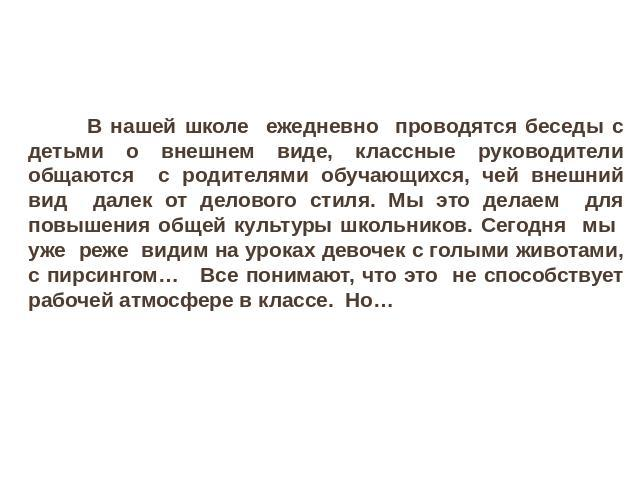 В нашей школе ежедневно проводятся беседы с
детьми о внешнем виде, классные руководители
общаются с родителями обучающихся, чей внешний
вид далек от делового стиля. Мы это делаем для
повышения общей культуры школьников. Сегодня мы
уже реже видим на уроках девочек с голыми животами,
с пирсингом… Все понимают, что это не способствует
рабочей атмосфере в классе. Но…